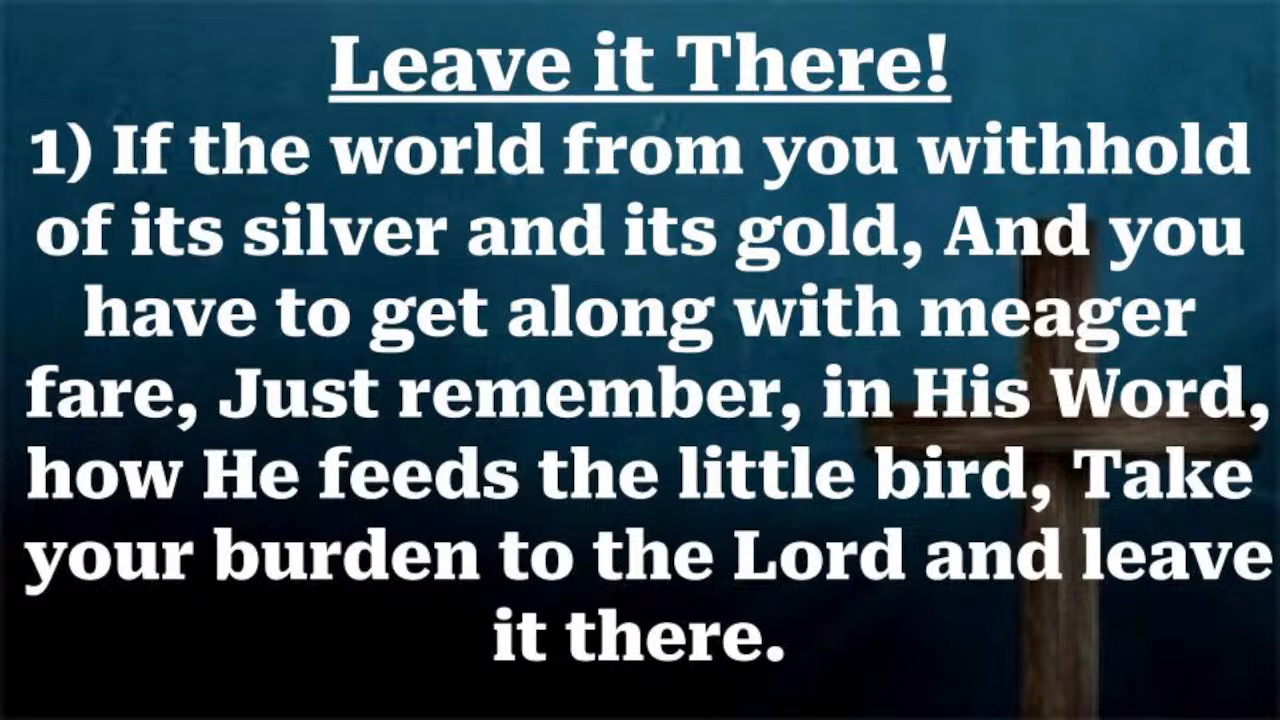 Leave it There!
1) If the world from you withhold
of its silver and its gold, And you
have to get along with meager
fare, Just remember, in His Word,
how He feeds the little bird, Take
your burden to the Lord and leave
it there.